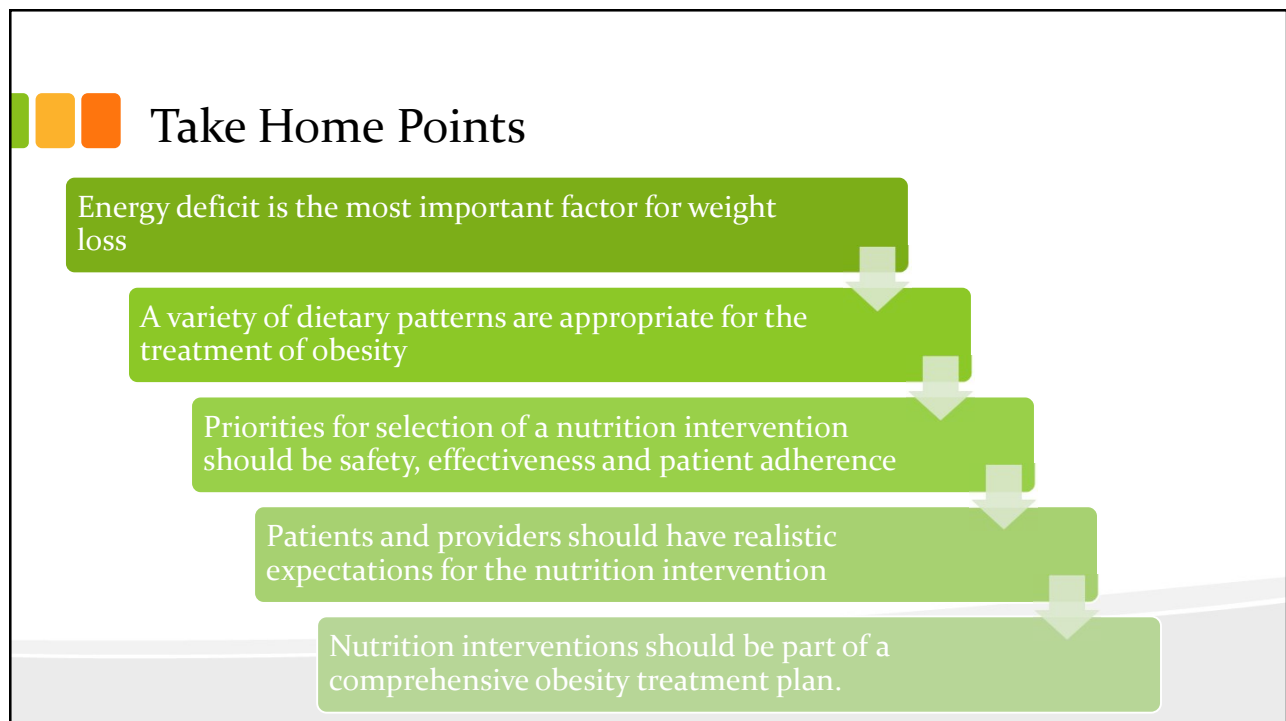 Take Home Points
Energy deficit is the most important factor for weight
loss
A variety of dietary patterns are appropriate for the
treatment of obesity
Priorities for selection of a nutrition intervention
should be safety, effectiveness and patient adherence
Patients and providers should have realistic
expectations for the nutrition intervention
Nutrition interventions should be part of a
comprehensive obesity treatment plan.